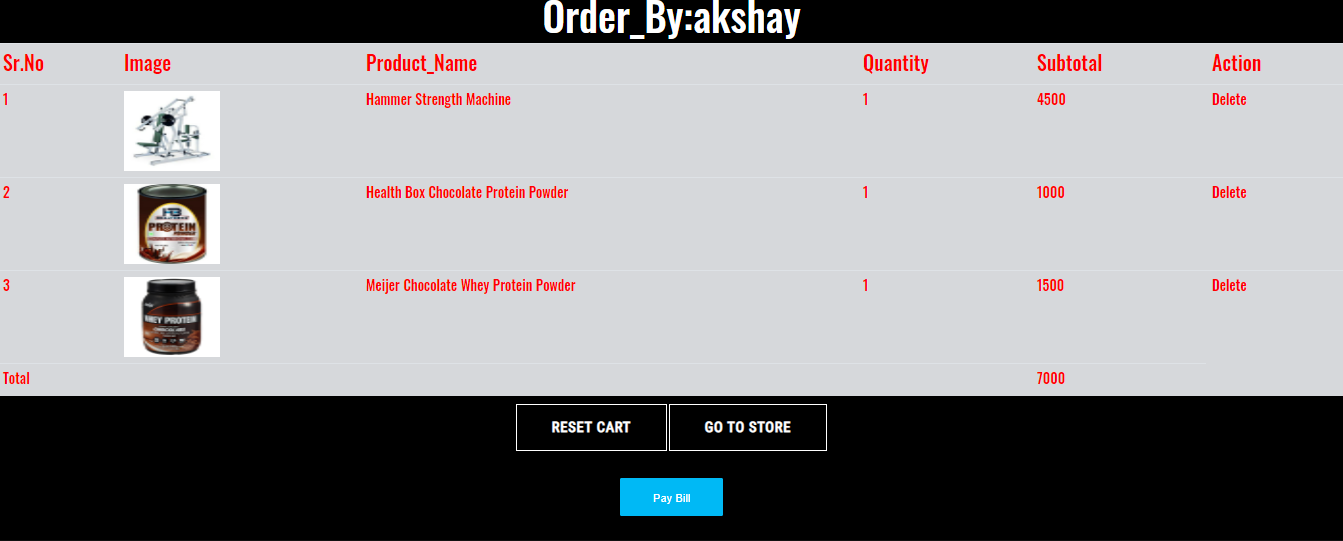 Order_By:akshay
Sr.No Image Product_Name Quantity Subtotal Action
1 Hammer Strength Machine 1 4500 Delete
2 Health Box Chocolate Protein Powder 1 1000 Delete
HB
PROTEIN
POWDER
3 Meijer Chocolate Whey Protein Powder 1 1500 Delete
WHEY PROTEIN
Total 7000
RESET CART GO TO STORE
Pay Bill